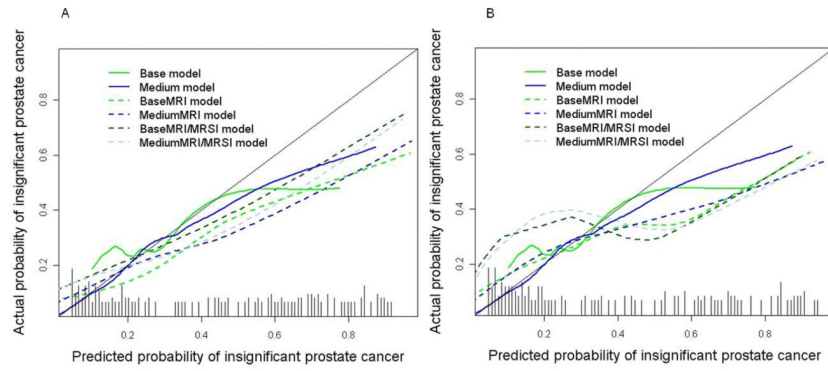 A
Actual probability of insignificant prostate cancer
0.8
0.6
0.4
0.2
Base model
Medium model
BaseMRI model
MediumMRI model
BaseMRI/MRSI model
MediumMRI/MRSI model
0.2
0.4
0.6
0.8
Predicted probability of insignificant prostate cancer
B
Actual probability of insignificant prostate cancer
0.8
0.6
0.4
0.2
Base model
Medium model
BaseMRI model
MediumMRI model
BaseMRI/MRSI model
MediumMRI/MRSI model
0.2
0.4
0.6
0.8
Predicted probability of insignificant prostate cancer